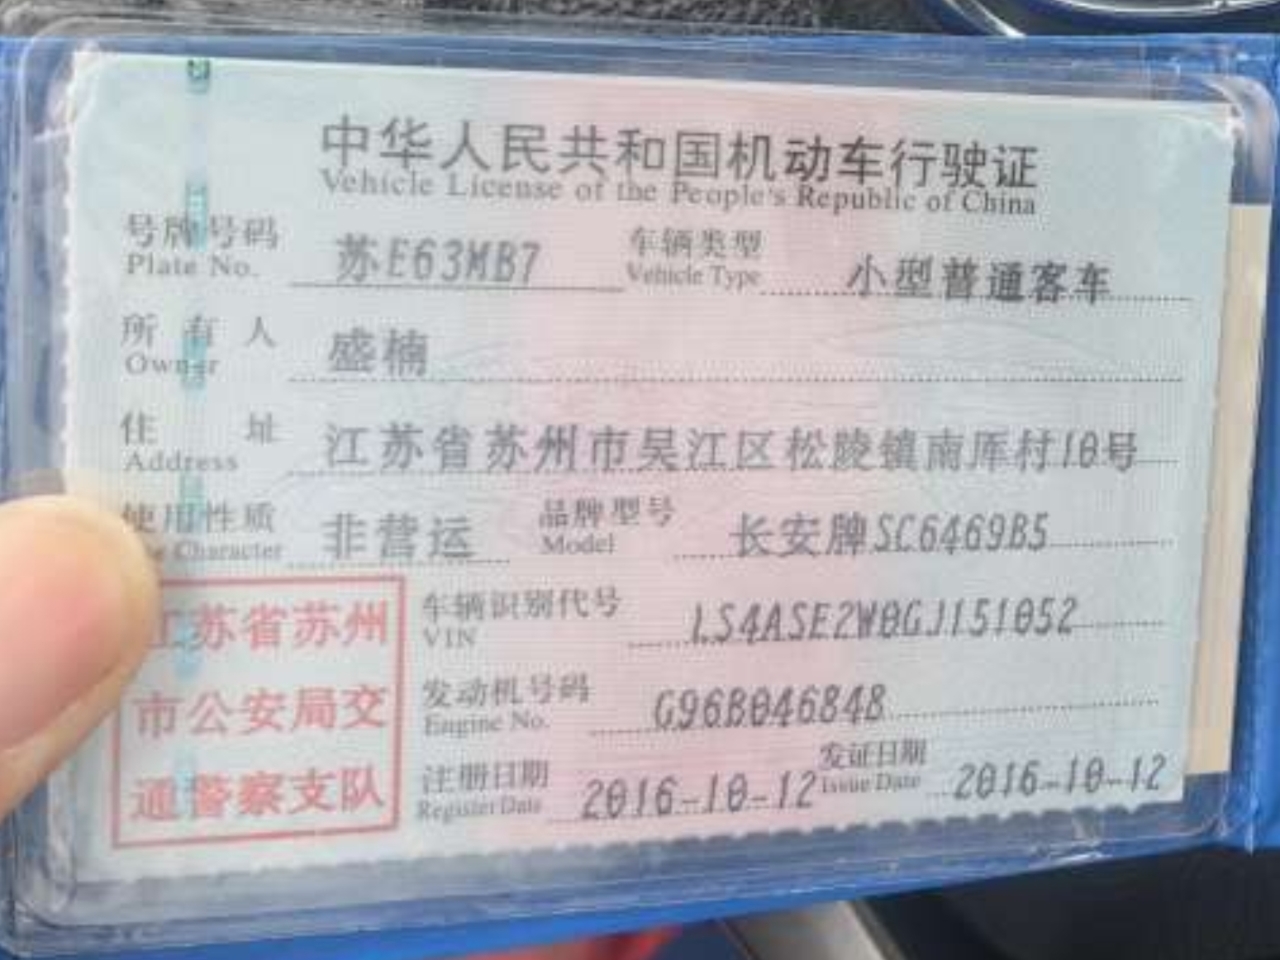 中华人民共和国机动车行驶证
Vehicle License of the People's Republic of China
号牌号码 苏E63MB7 车辆类型 小型普通客车
Plate No. Vehicle Type
所有人 盛楠
Owner
住址 江苏省苏州市吴江区松陵镇南厍村10号
Address
使用性质 非营运 品牌型号 长安牌SC6469B5
Character Model
江苏省苏州
市公安局交
通警察支队
车辆识别代号 LS4ASE2W0GJ151052
VIN
发动机号码 G96B046848
Engine No.
注册日期 2016-10-12 发证日期 2016-10-12
Register Date Issue Date